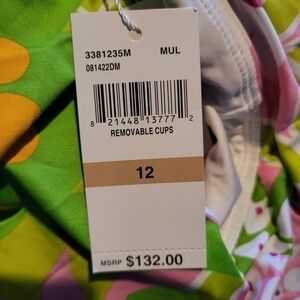 3381235M MUL
081422DM
8 21448 13777 2
REMOVABLE CUPS
12
MSRP $132.00